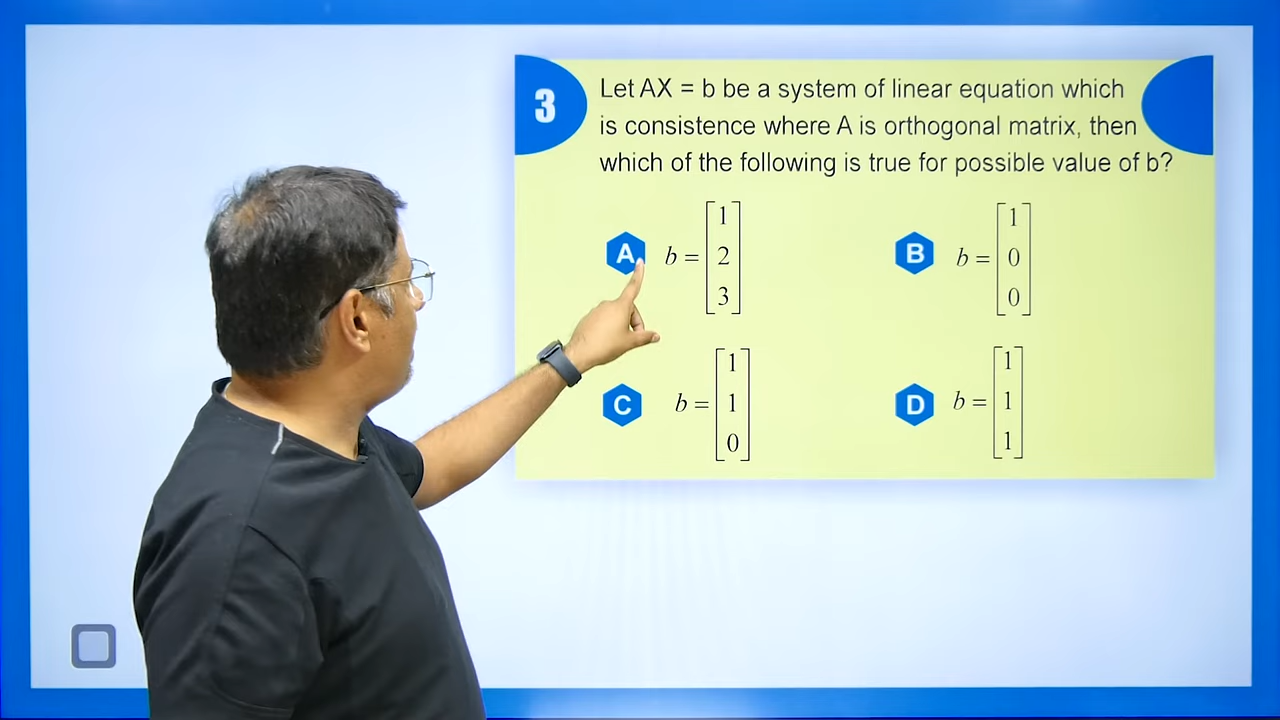 3
Let AX = b be a system of linear equation which
is consistence where A is orthogonal matrix, then
which of the following is true for possible value of b?
A b = [1 2 3]
B b = [1 0 0]
C b = [1 1 0]
D b = [1 1 1]